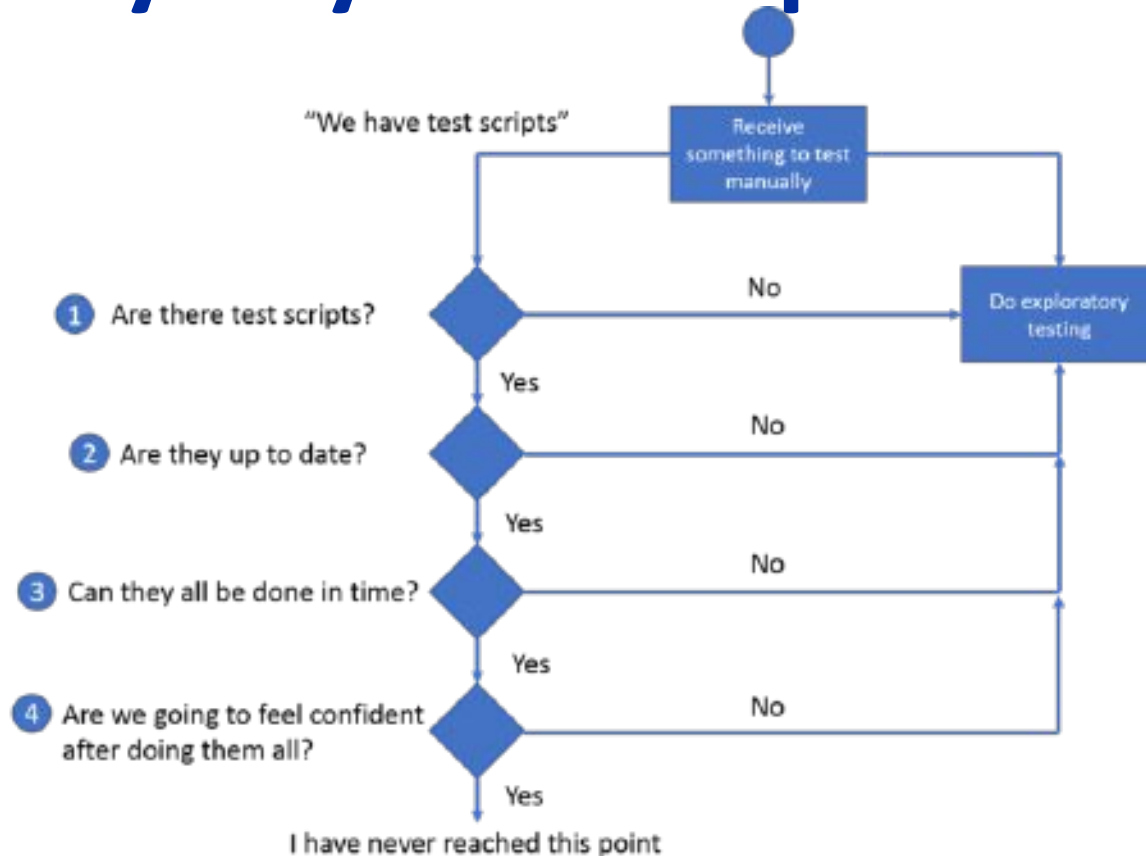 "We have test scripts"
Receive
something to test
manually
1 Are there test scripts?
No
Do exploratory
testing
Yes
2 Are they up to date?
No
Yes
3 Can they all be done in time?
No
Yes
4 Are we going to feel confident
after doing them all?
No
Yes
I have never reached this point